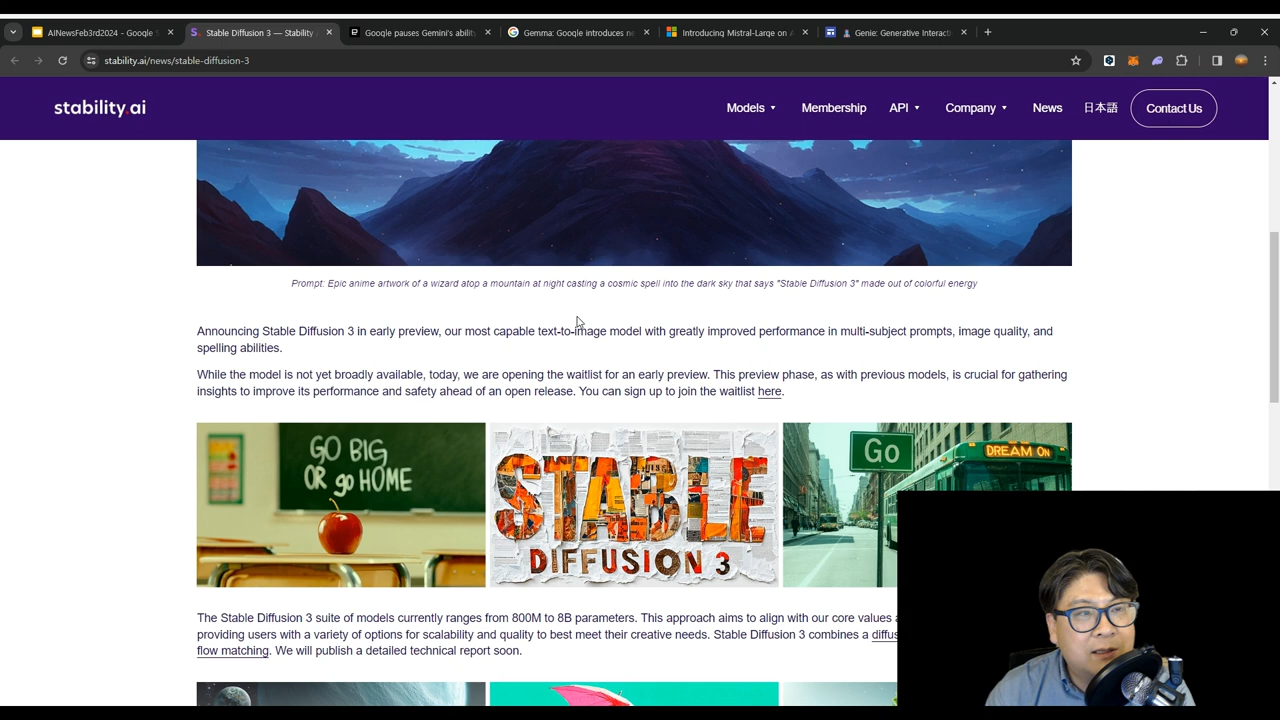 AINewsFeb3rd2024 - Google S
Stable Diffusion 3 — Stability
Google pauses Gemini's ability
Gemma: Google introduces ne
Introducing Mistral-Large on A
Genie: Generative Interacti
stability.ai/news/stable-diffusion-3
stability.ai
Models
Membership
API
Company
News
日本語
Contact Us
Prompt: Epic anime artwork of a wizard atop a mountain at night casting a cosmic spell into the dark sky that says "Stable Diffusion 3" made out of colorful energy
Announcing Stable Diffusion 3 in early preview, our most capable text-to-image model with greatly improved performance in multi-subject prompts, image quality, and
spelling abilities.
While the model is not yet broadly available, today, we are opening the waitlist for an early preview. This preview phase, as with previous models, is crucial for gathering
insights to improve its performance and safety ahead of an open release. You can sign up to join the waitlist here.
GO BIG
OR go HOME
STABLE
DIFFUSION 3
Go
DREAM ON
The Stable Diffusion 3 suite of models currently ranges from 800M to 8B parameters. This approach aims to align with our core values
providing users with a variety of options for scalability and quality to best meet their creative needs. Stable Diffusion 3 combines a diffus
flow matching. We will publish a detailed technical report soon.